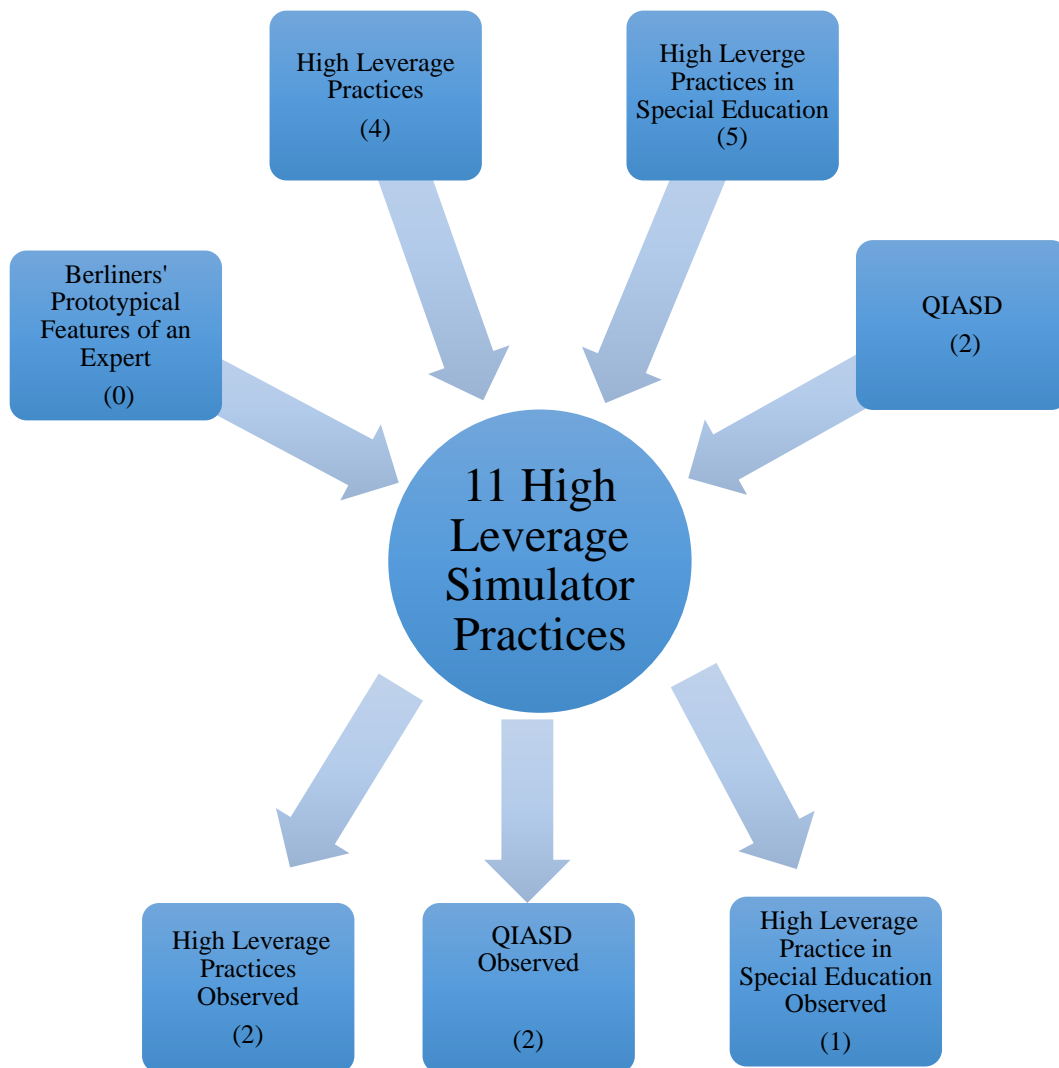 High Leverage
Practices
(4)
High Leverge
Practices in
Special Education
(5)
Berliners'
Prototypical
Features of an
Expert
(0)
QIASD
(2)
11 High
Leverage
Simulator
Practices
High Leverage
Practices
Observed
(2)
QIASD
Observed
(2)
High Leverage
Practice in
Special Education
Observed
(1)